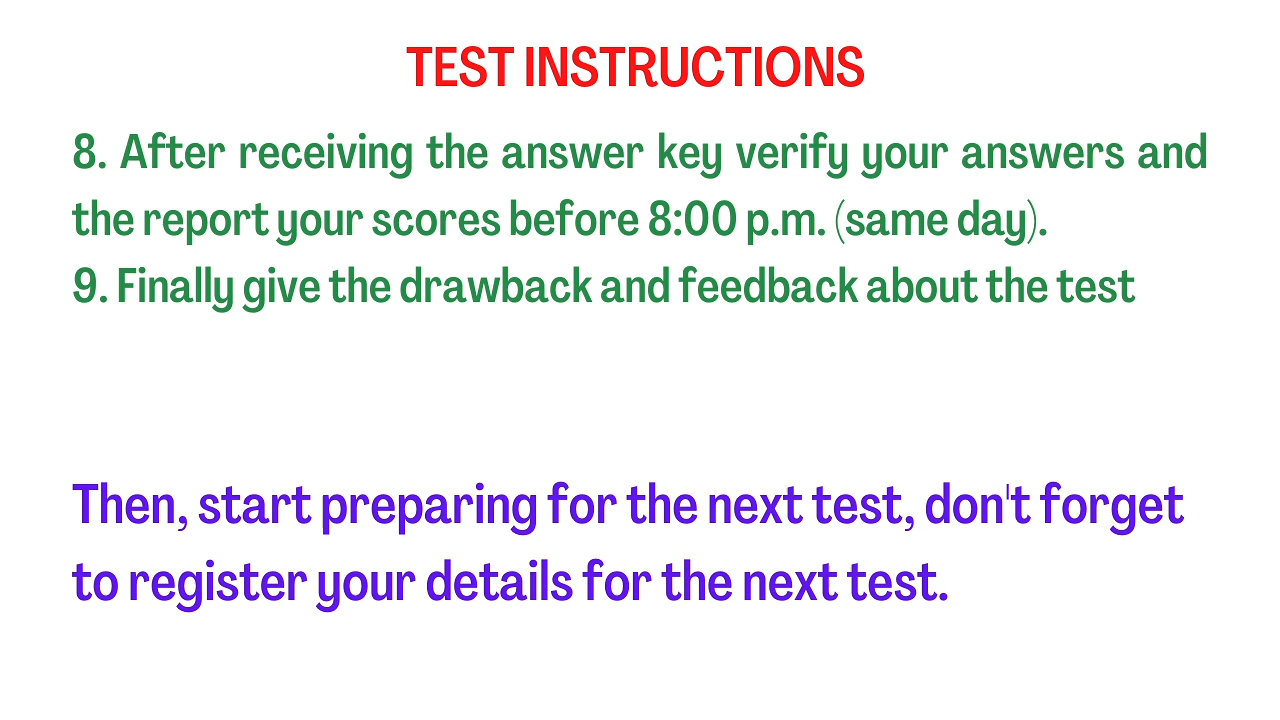 TEST INSTRUCTIONS
8. After receiving the answer key verify your answers and
the report your scores before 8:00 p.m. (same day).
9. Finally give the drawback and feedback about the test
Then, start preparing for the next test, don't forget
to register your details for the next test.